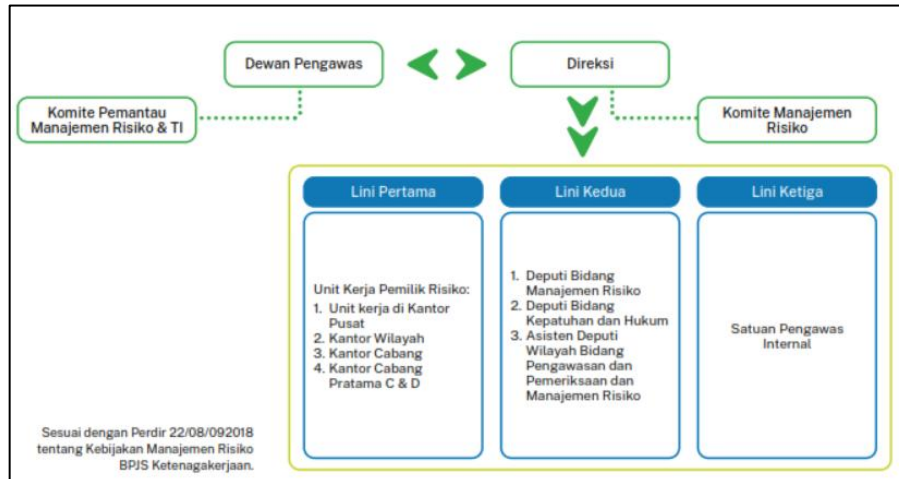 Dewan Pengawas
Direksi
Komite Pemantau
Manajemen Risiko & TI
Komite Manajemen
Risiko
Lini Pertama
Lini Kedua
Lini Ketiga
Unit Kerja Pemilik Risiko:
1. Unit kerja di Kantor
Pusat
2. Kantor Wilayah
3. Kantor Cabang
4. Kantor Cabang
Pratama C & D
1. Deputi Bidang
Manajemen Risiko
2. Deputi Bidang
Kepatuhan dan Hukum
3. Asisten Deputi
Wilayah Bidang
Pengawasan dan
Pemeriksaan dan
Manajemen Risiko
Satuan Pengawas
Internal
Sesuai dengan Perdir 22/08/092018
tentang Kebijakan Manajemen Risiko
BPJS Ketenagakerjaan.